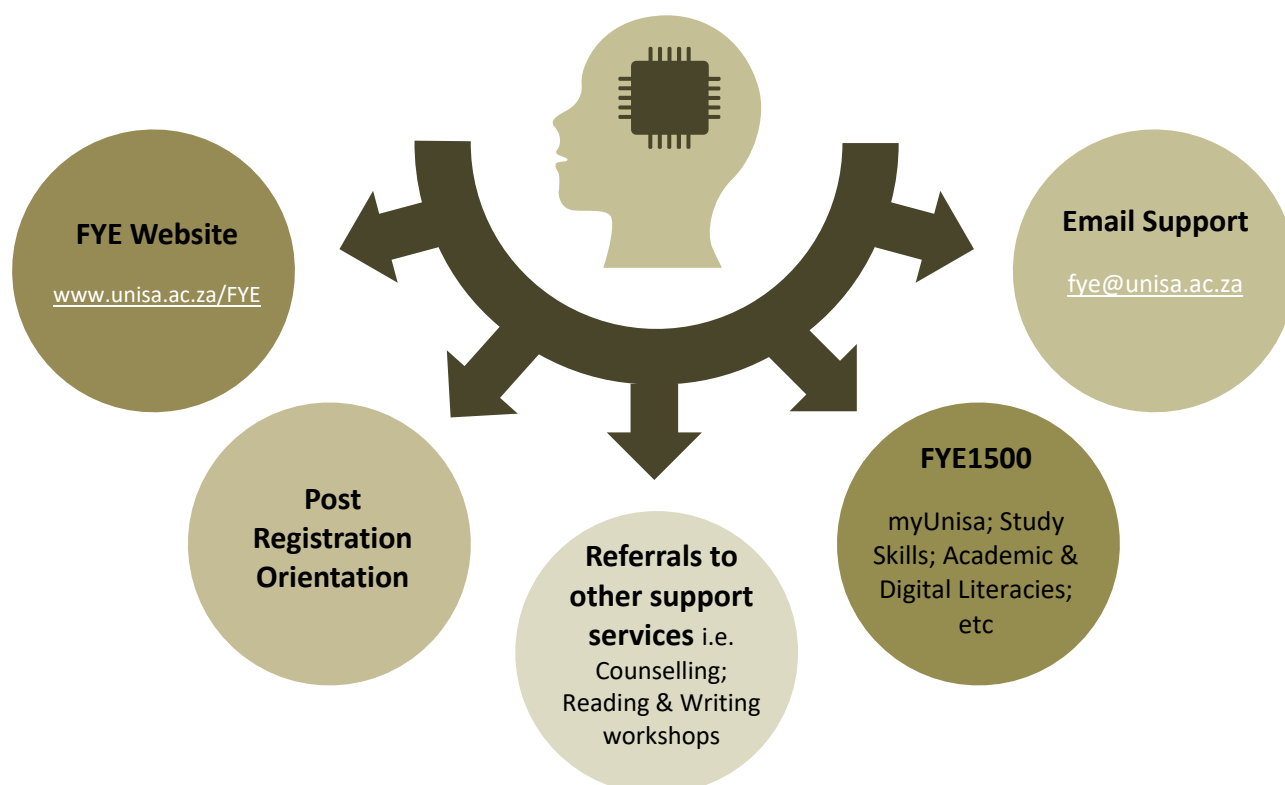 FYE Website
www.unisa.ac.za/FYE
Post
Registration
Orientation
Referrals to
other support
services i.e.
Counselling;
Reading & Writing
workshops
FYE1500
myUnisa; Study
Skills; Academic &
Digital Literacies;
etc
Email Support
fye@unisa.ac.za